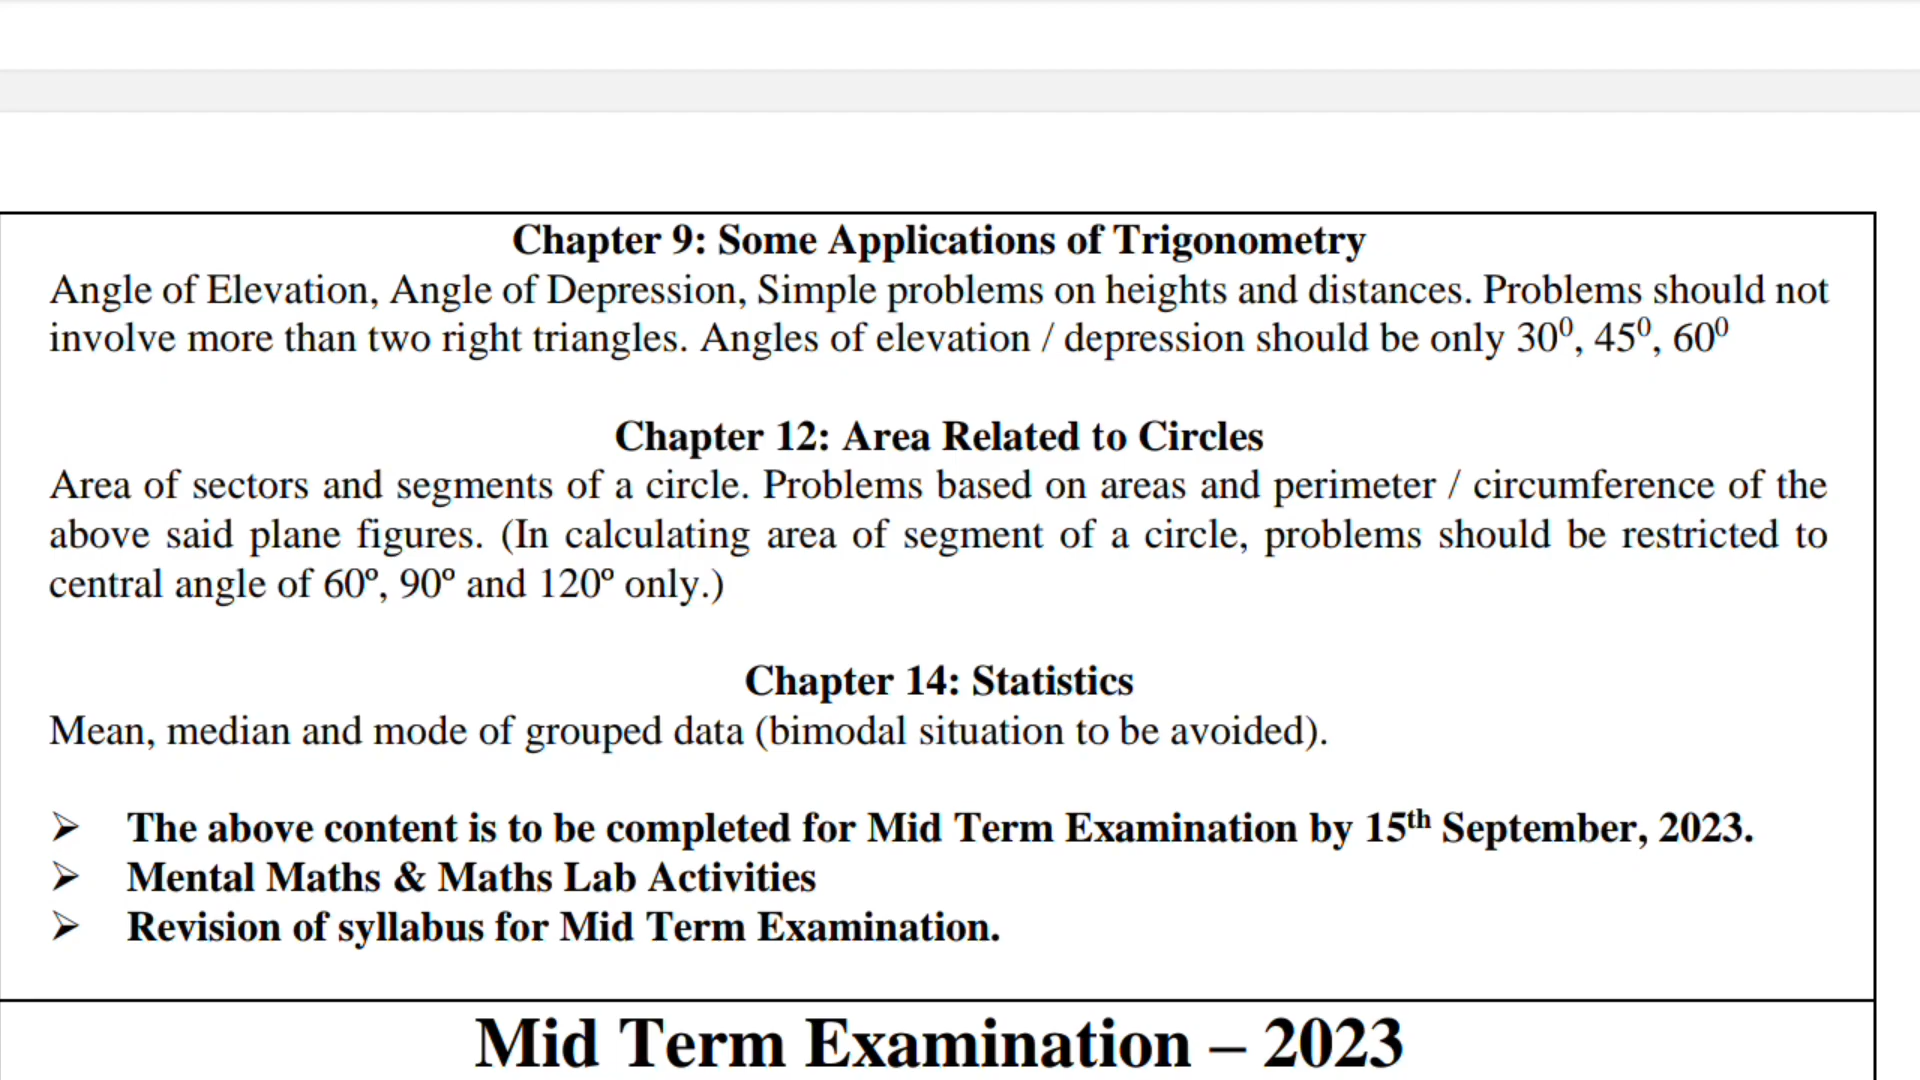 Chapter 9: Some Applications of Trigonometry
Angle of Elevation, Angle of Depression, Simple problems on heights and distances. Problems should not
involve more than two right triangles. Angles of elevation / depression should be only 30⁰, 45⁰, 60⁰
Chapter 12: Area Related to Circles
Area of sectors and segments of a circle. Problems based on areas and perimeter / circumference of the
above said plane figures. (In calculating area of segment of a circle, problems should be restricted to
central angle of 60º, 90º and 120º only.)
Chapter 14: Statistics
Mean, median and mode of grouped data (bimodal situation to be avoided).
➢ The above content is to be completed for Mid Term Examination by 15th September, 2023.
➢ Mental Maths & Maths Lab Activities
➢ Revision of syllabus for Mid Term Examination.
Mid Term Examination – 2023